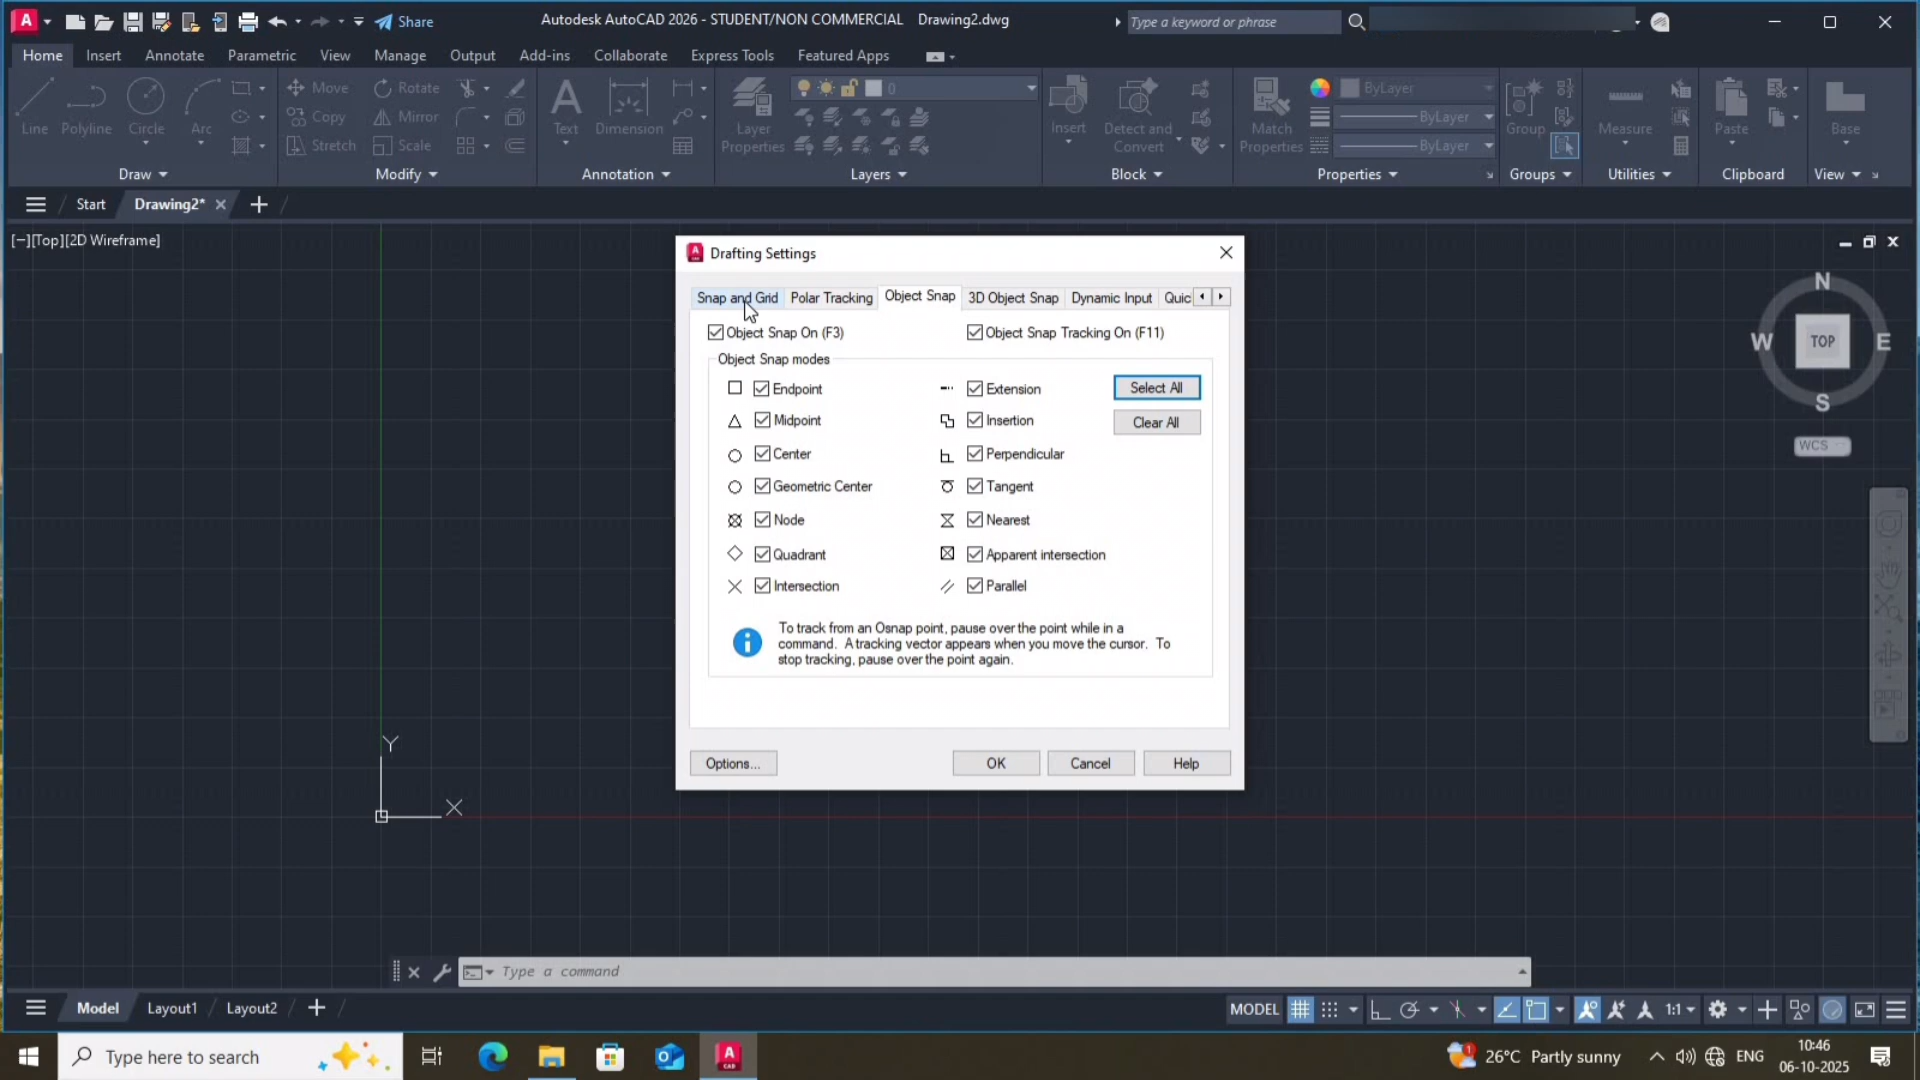 Share
Autodesk AutoCAD 2026 - STUDENT/NON COMMERCIAL Drawing2.dwg
Type a keyword or phrase
Home Insert Annotate Parametric View Manage Output Add-ins Collaborate Express Tools Featured Apps
Line Polyline Circle Arc
Move Rotate
Copy Mirror
Stretch Scale
Text Dimension
Layer Properties
0
Insert Detect and Convert
Match Properties
ByLayer
ByLayer
ByLayer
Group Measure Paste Base
Draw Modify Annotation Layers Block Properties Groups Utilities Clipboard View
Start Drawing2*
[−][Top][2D Wireframe]
N
W TOP E
S
WCS
Drafting Settings
Snap and Grid Polar Tracking Object Snap 3D Object Snap Dynamic Input Quic
Object Snap On (F3) Object Snap Tracking On (F11)
Object Snap modes
Endpoint Extension Select All
Midpoint Insertion Clear All
Center Perpendicular
Geometric Center Tangent
Node Nearest
Quadrant Apparent intersection
Intersection Parallel
To track from an Osnap point, pause over the point while in a
command. A tracking vector appears when you move the cursor. To
stop tracking, pause over the point again.
Options... OK Cancel Help
Y
X
Type a command
Model Layout1 Layout2
MODEL 1:1
Type here to search
1 26°C Partly sunny ENG
10:46
06-10-2025